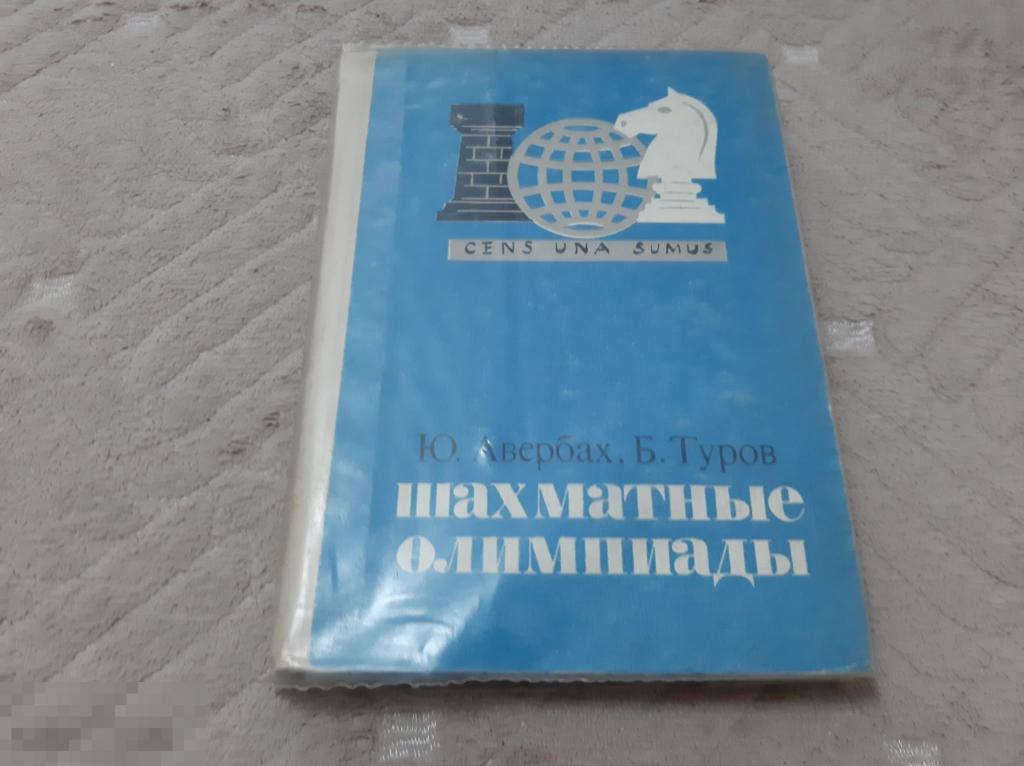 CENS UNA SUMUS
Ю. Авербах, Б. Туров
шахматные
олимпиады